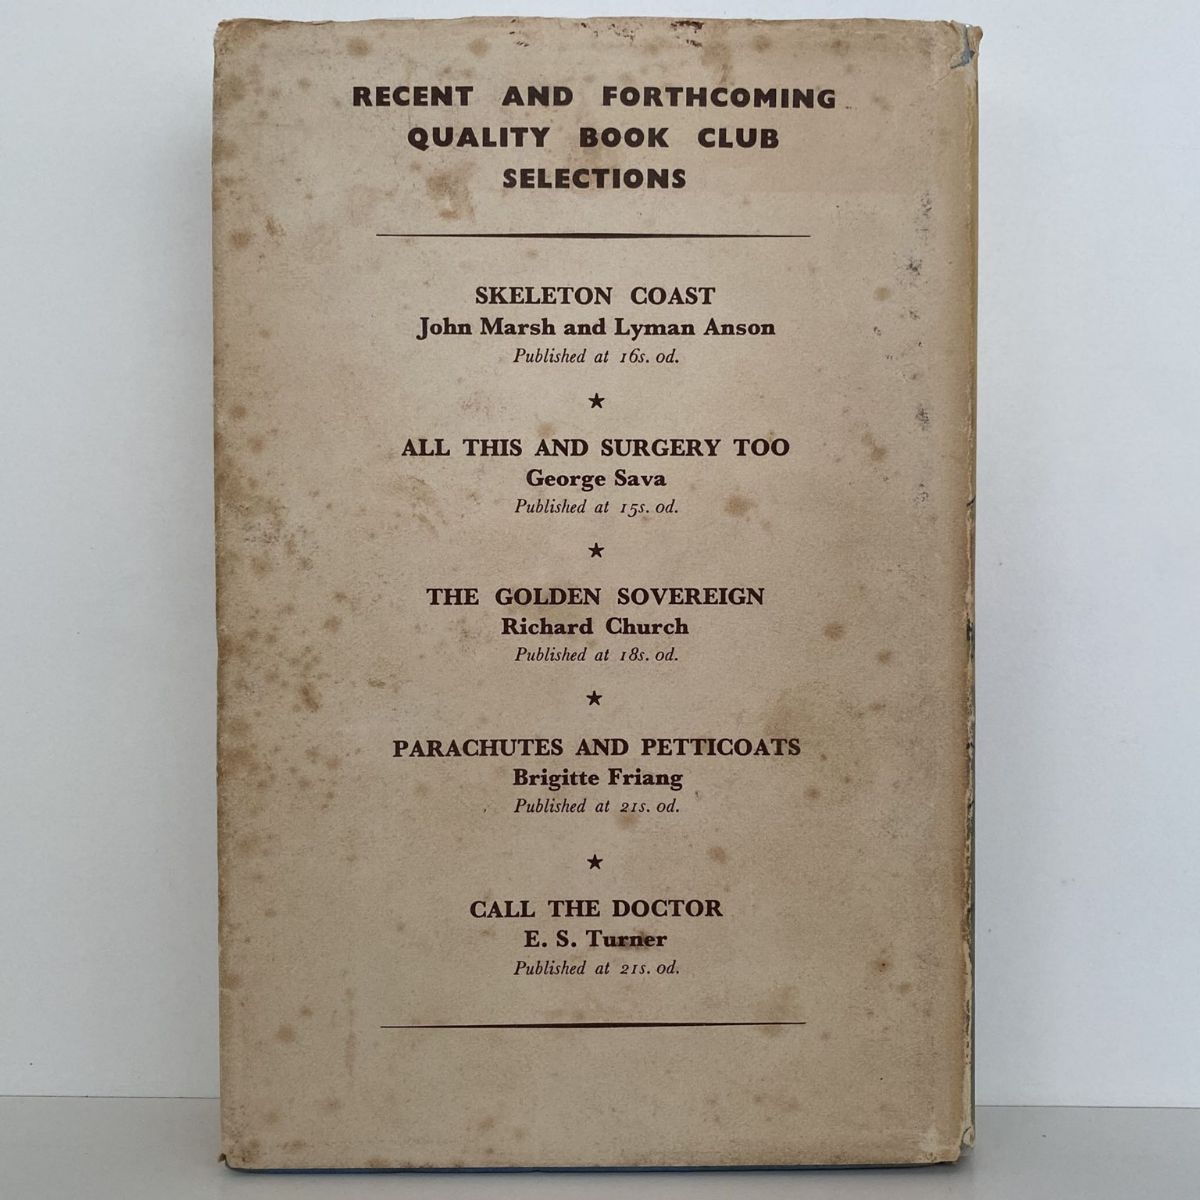 RECENT AND FORTHCOMING
QUALITY BOOK CLUB
SELECTIONS
SKELETON COAST
John Marsh and Lyman Anson
Published at 16s. od.
★
ALL THIS AND SURGERY TOO
George Sava
Published at 15s. od.
★
THE GOLDEN SOVEREIGN
Richard Church
Published at 18s. od.
★
PARACHUTES AND PETTICOATS
Brigitte Friang
Published at 21s. od.
★
CALL THE DOCTOR
E. S. Turner
Published at 21s. od.